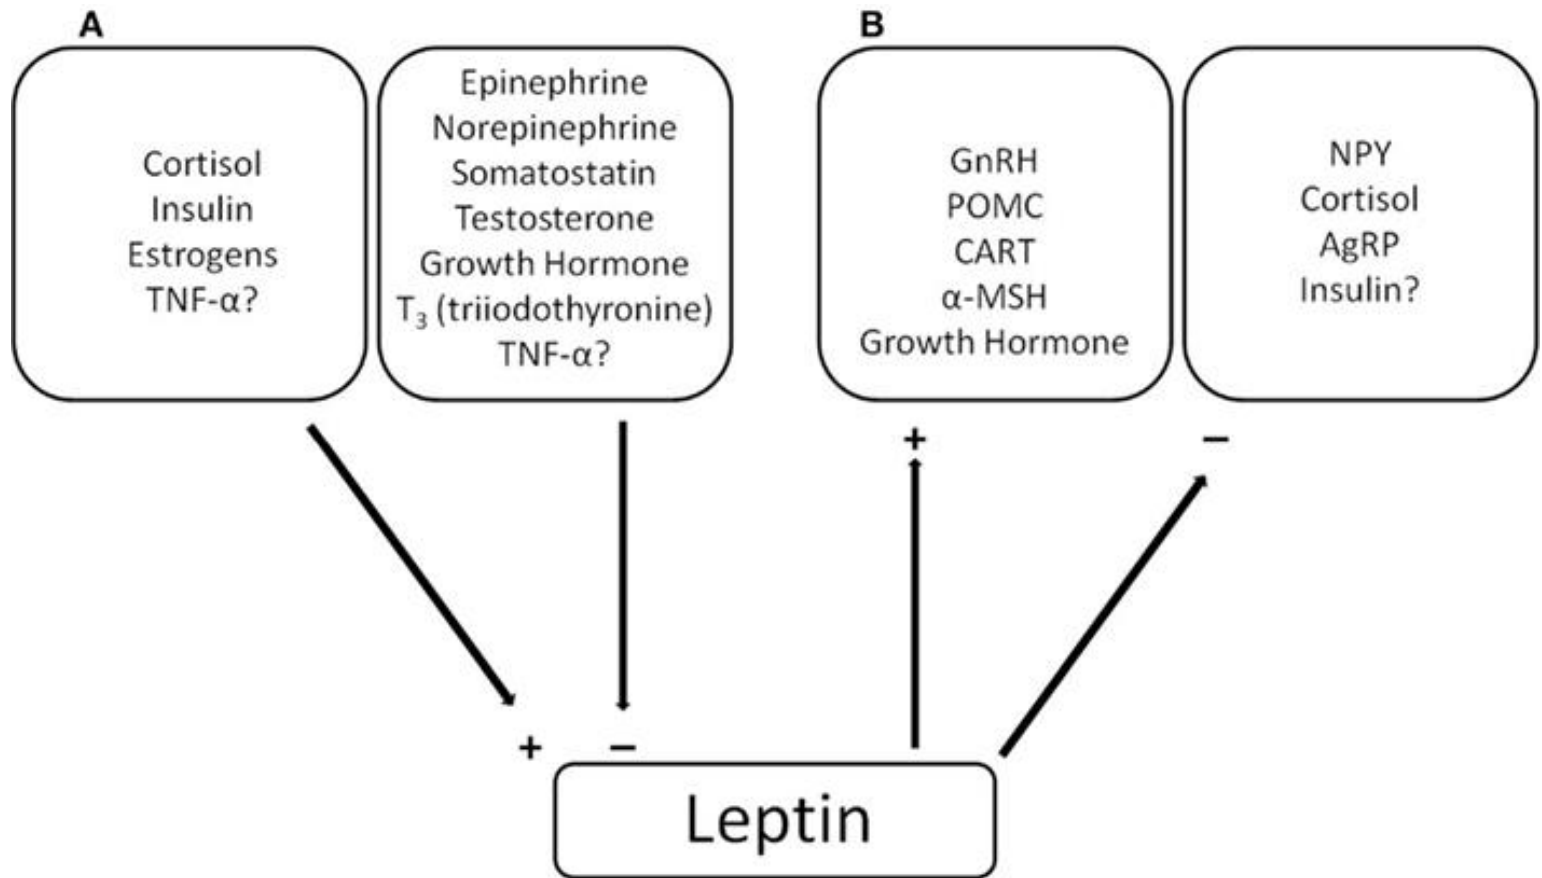 A
Cortisol
Insulin
Estrogens
TNF-α?
Epinephrine
Norepinephrine
Somatostatin
Testosterone
Growth Hormone
T₃ (triiodothyronine)
TNF-α?
B
GnRH
POMC
CART
α-MSH
Growth Hormone
NPY
Cortisol
AgRP
Insulin?
+
−
+
−
Leptin